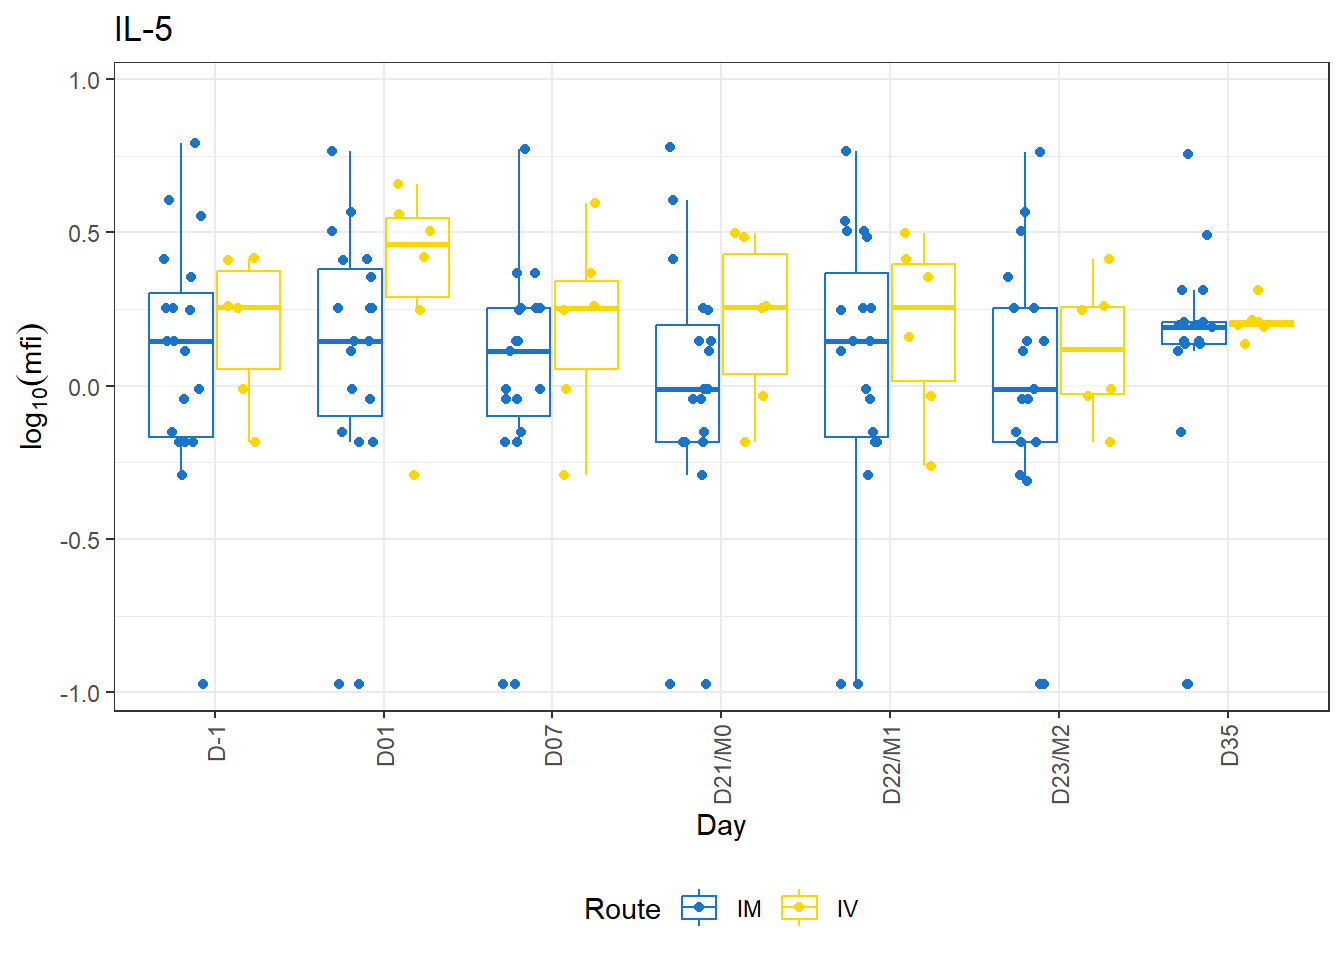 IL-5
1.0
0.5
0.0
-0.5
-1.0
log10(mfi)
D-1
D01
D07
D21/M0
D22/M1
D23/M2
D35
Day
Route IM IV